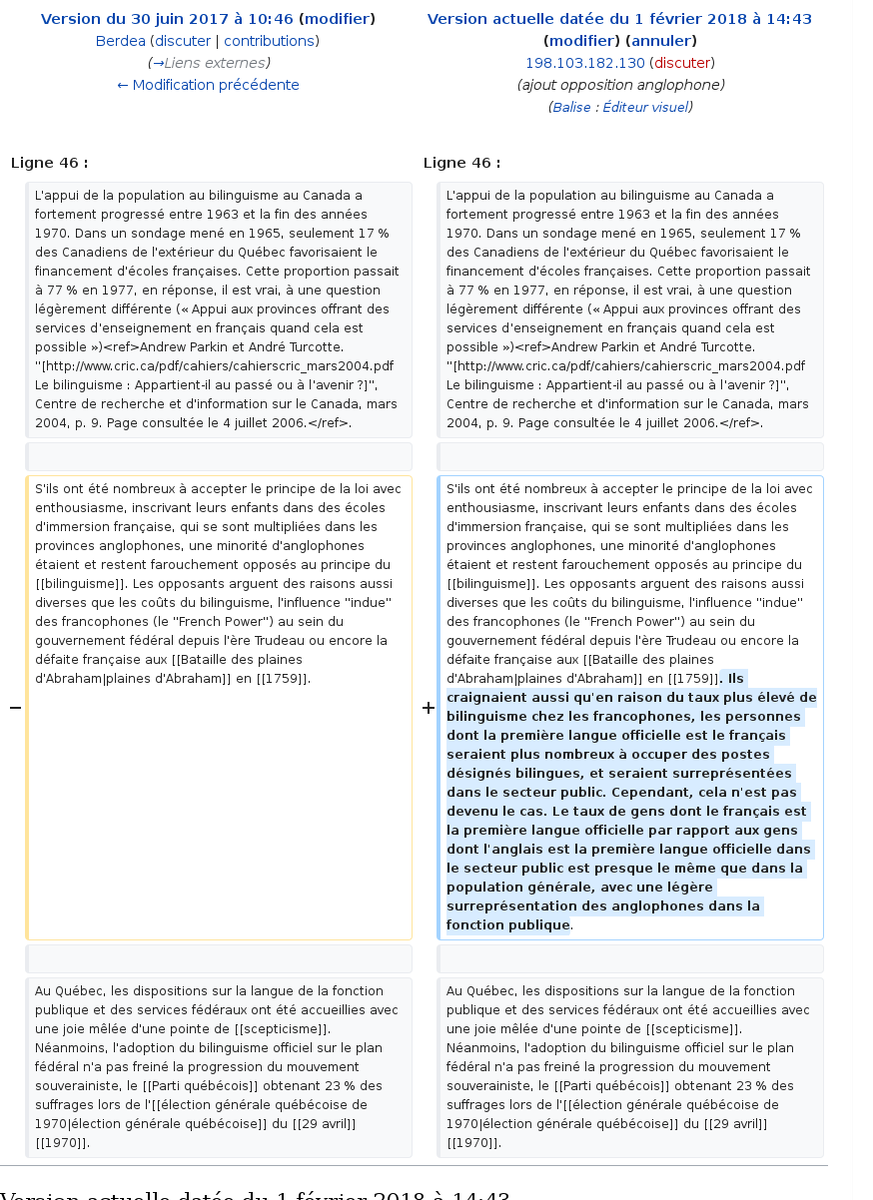 Version du 30 juin 2017 à 10:46 (modifier)
Berdea (discuter | contributions)
(→Liens externes)
← Modification précédente
Version actuelle datée du 1 février 2018 à 14:43
(modifier) (annuler)
198.103.182.130 (discuter)
(ajout opposition anglophone)
(Balise : Éditeur visuel)
Ligne 46 :
L'appui de la population au bilinguisme au Canada a
fortement progressé entre 1963 et la fin des années
1970. Dans un sondage mené en 1965, seulement 17 %
des Canadiens de l'extérieur du Québec favorisaient le
financement d'écoles françaises. Cette proportion passait
à 77 % en 1977, en réponse, il est vrai, à une question
légèrement différente (« Appui aux provinces offrant des
services d'enseignement en français quand cela est
possible »)<ref>Andrew Parkin et André Turcotte.
"[http://www.cric.ca/pdf/cahiers/cahierscric_mars2004.pdf
Le bilinguisme : Appartient-il au passé ou à l'avenir ?]",
Centre de recherche et d'information sur le Canada, mars
2004, p. 9. Page consultée le 4 juillet 2006.</ref>.
− S'ils ont été nombreux à accepter le principe de la loi avec
enthousiasme, inscrivant leurs enfants dans des écoles
d'immersion française, qui se sont multipliées dans les
provinces anglophones, une minorité d'anglophones
étaient et restent farouchement opposés au principe du
[[bilinguisme]]. Les opposants arguent des raisons aussi
diverses que les coûts du bilinguisme, l'influence "indue"
des francophones (le "French Power") au sein du
gouvernement fédéral depuis l'ère Trudeau ou encore la
défaite française aux [[Bataille des plaines
d'Abraham|plaines d'Abraham]] en [[1759]].
Au Québec, les dispositions sur la langue de la fonction
publique et des services fédéraux ont été accueillies avec
une joie mêlée d'une pointe de [[scepticisme]].
Néanmoins, l'adoption du bilinguisme officiel sur le plan
fédéral n'a pas freiné la progression du mouvement
souverainiste, le [[Parti québécois]] obtenant 23 % des
suffrages lors de l'[[élection générale québécoise de
1970|élection générale québécoise]] du [[29 avril]]
[[1970]].
Ligne 46 :
L'appui de la population au bilinguisme au Canada a
fortement progressé entre 1963 et la fin des années
1970. Dans un sondage mené en 1965, seulement 17 %
des Canadiens de l'extérieur du Québec favorisaient le
financement d'écoles françaises. Cette proportion passait
à 77 % en 1977, en réponse, il est vrai, à une question
légèrement différente (« Appui aux provinces offrant des
services d'enseignement en français quand cela est
possible »)<ref>Andrew Parkin et André Turcotte.
"[http://www.cric.ca/pdf/cahiers/cahierscric_mars2004.pdf
Le bilinguisme : Appartient-il au passé ou à l'avenir ?]",
Centre de recherche et d'information sur le Canada, mars
2004, p. 9. Page consultée le 4 juillet 2006.</ref>.
+ S'ils ont été nombreux à accepter le principe de la loi avec
enthousiasme, inscrivant leurs enfants dans des écoles
d'immersion française, qui se sont multipliées dans les
provinces anglophones, une minorité d'anglophones
étaient et restent farouchement opposés au principe du
[[bilinguisme]]. Les opposants arguent des raisons aussi
diverses que les coûts du bilinguisme, l'influence "indue"
des francophones (le "French Power") au sein du
gouvernement fédéral depuis l'ère Trudeau ou encore la
défaite française aux [[Bataille des plaines
d'Abraham|plaines d'Abraham]] en [[1759]]. Ils
craignaient aussi qu'en raison du taux plus élevé de
bilinguisme chez les francophones, les personnes
dont la première langue officielle est le français
seraient plus nombreux à occuper des postes
désignés bilingues, et seraient surreprésentées
dans le secteur public. Cependant, cela n'est pas
devenu le cas. Le taux de gens dont le français est
la première langue officielle par rapport aux gens
dont l'anglais est la première langue officielle dans
le secteur public est presque le même que dans la
population générale, avec une légère
surreprésentation des anglophones dans la
fonction publique.
Au Québec, les dispositions sur la langue de la fonction
publique et des services fédéraux ont été accueillies avec
une joie mêlée d'une pointe de [[scepticisme]].
Néanmoins, l'adoption du bilinguisme officiel sur le plan
fédéral n'a pas freiné la progression du mouvement
souverainiste, le [[Parti québécois]] obtenant 23 % des
suffrages lors de l'[[élection générale québécoise de
1970|élection générale québécoise]] du [[29 avril]]
[[1970]].
Version actuelle datée du 1 février 2018 à 14:43